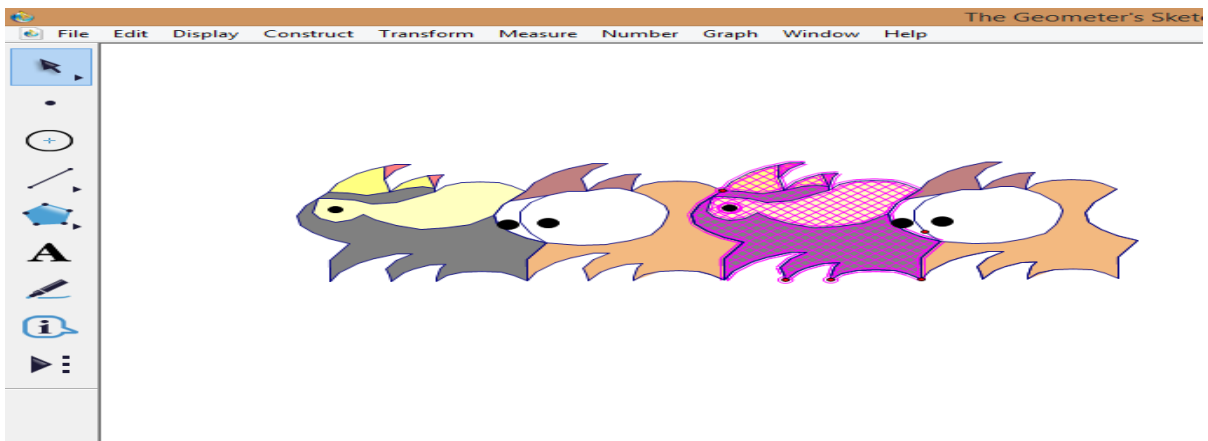 The Geometer's Sket
File Edit Display Construct Transform Measure Number Graph Window Help
A
i